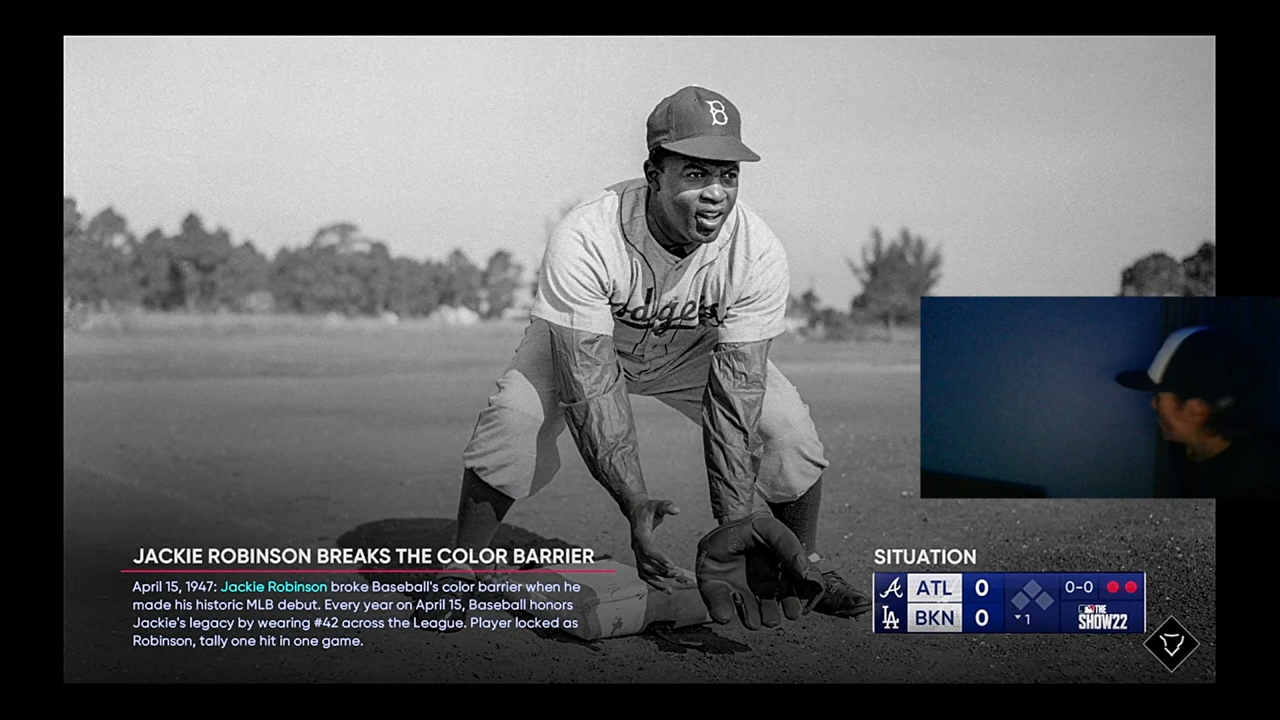 B
Dodgers
JACKIE ROBINSON BREAKS THE COLOR BARRIER
April 15, 1947: Jackie Robinson broke Baseball's color barrier when he
made his historic MLB debut. Every year on April 15, Baseball honors
Jackie's legacy by wearing #42 across the League. Player locked as
Robinson, tally one hit in one game.
SITUATION
A ATL 0 0-0
LA BKN 0 1 MLB THE SHOW22